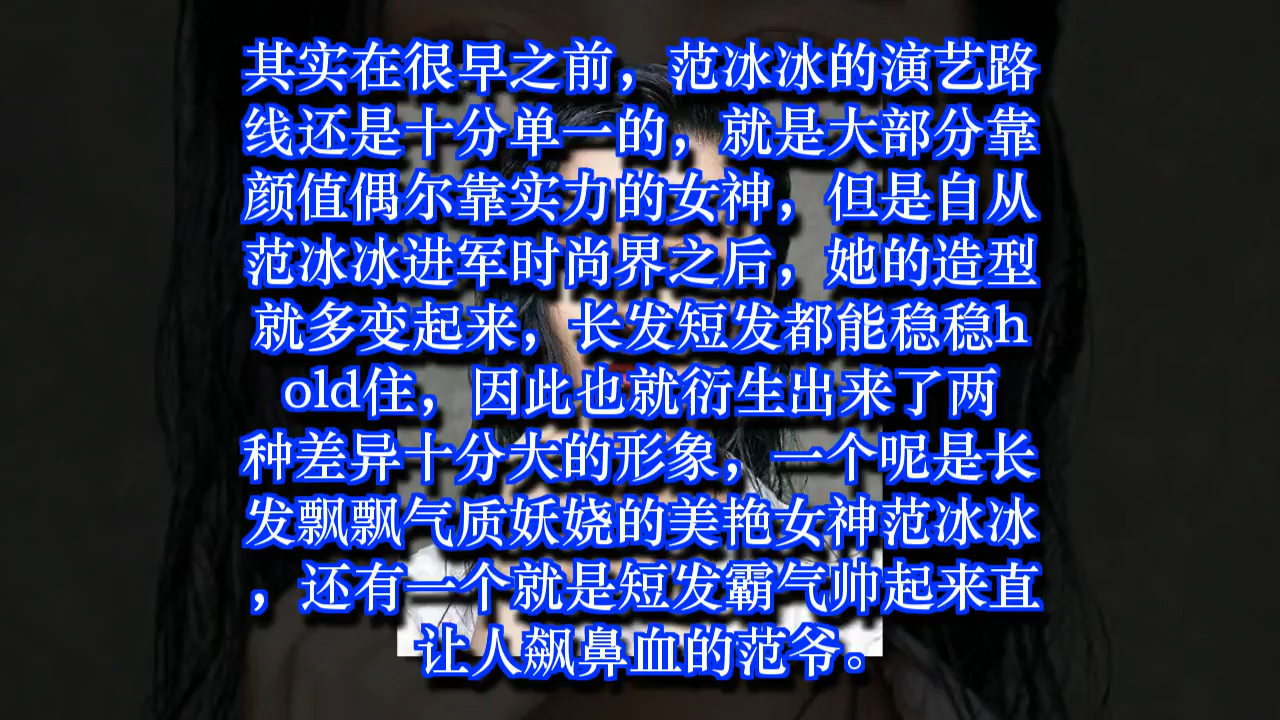 其实在很早之前，范冰冰的演艺路
线还是十分单一的，就是大部分靠
颜值偶尔靠实力的女神，但是自从
范冰冰进军时尚界之后，她的造型
就多变起来，长发短发都能稳稳h
old住，因此也就衍生出来了两
种差异十分大的形象，一个呢是长
发飘飘气质妖娆的美艳女神范冰冰
，还有一个就是短发霸气帅起来直
让人飙鼻血的范爷。